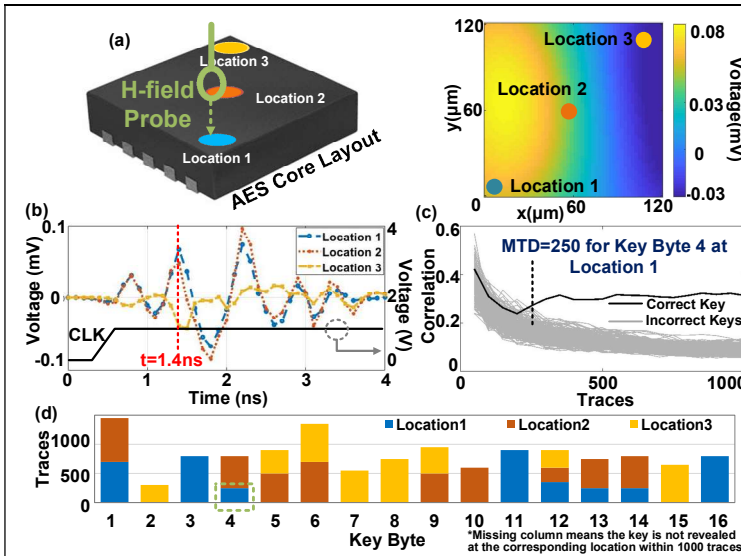 (a)
Location 3
H-field
Probe
Location 2
Location 1
AES Core Layout
120
y(µm)
60
0
Location 3
Location 2
Location 1
0
x(µm)
60
120
0.08
0.03
0
-0.03
Voltage(mV)
(b)
0.1
0
-0.1
Voltage (mV)
Location 1
Location 2
Location 3
4
2
0
Voltage (V)
CLK
t=1.4ns
0 1 2 3 4
Time (ns)
(c)
0.6
0.4
0.2
0
Correlation
MTD=250 for Key Byte 4 at
Location 1
Correct Key
Incorrect Keys
500
1000
Traces
(d)
Location1 Location2 Location3
Traces
1000
500
0
1 2 3 4 5 6 7 8 9 10 11 12 13 14 15 16
Key Byte
*Missing column means the key is not revealed
at the corresponding location within 1000 traces